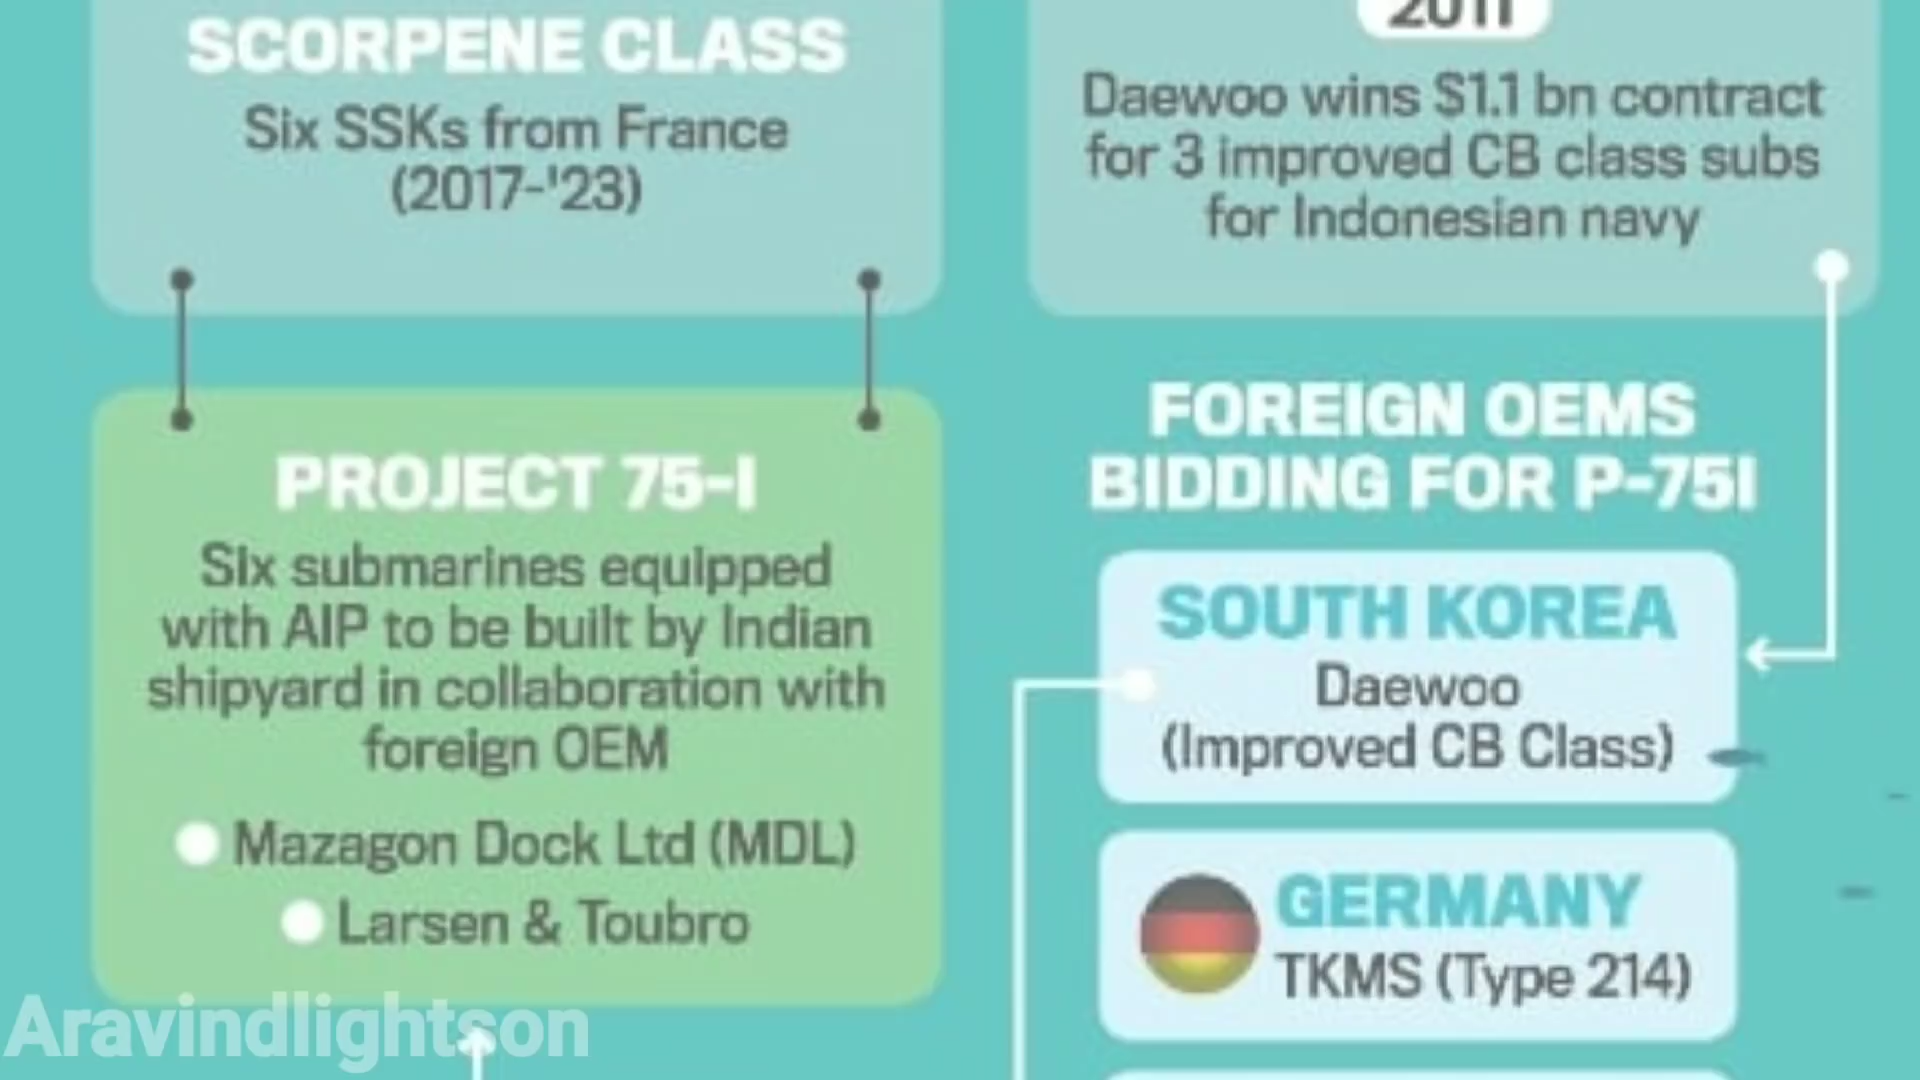 SCORPENE CLASS
Six SSKs from France
(2017-'23)
PROJECT 75-I
Six submarines equipped
with AIP to be built by Indian
shipyard in collaboration with
foreign OEM
Mazagon Dock Ltd (MDL)
Larsen & Toubro
2011
Daewoo wins $1.1 bn contract
for 3 improved CB class subs
for Indonesian navy
FOREIGN OEMS
BIDDING FOR P-75I
SOUTH KOREA
Daewoo
(Improved CB Class)
GERMANY
TKMS (Type 214)
Aravindlightson